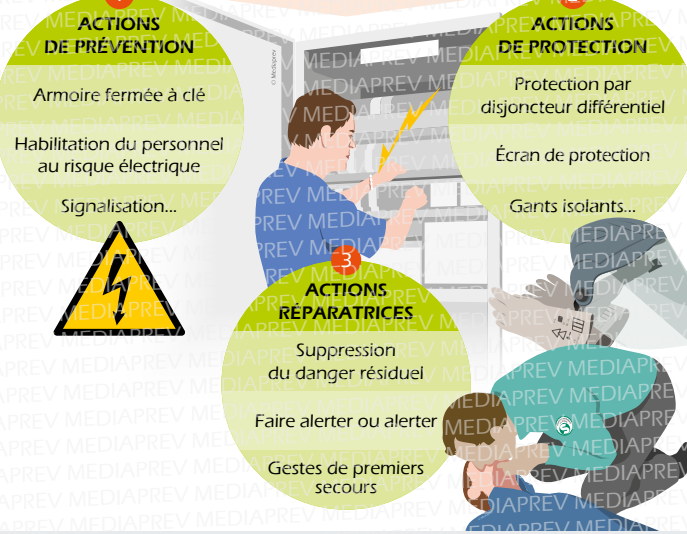 ACTIONS
DE PRÉVENTION
Armoire fermée à clé
Habilitation du personnel
au risque électrique
Signalisation...
© Mediaprev
ACTIONS
DE PROTECTION
Protection par
disjoncteur différentiel
Écran de protection
Gants isolants...
3
ACTIONS
RÉPARATRICES
Suppression
du danger résiduel
Faire alerter ou alerter
Gestes de premiers
secours
MEDIAPREV